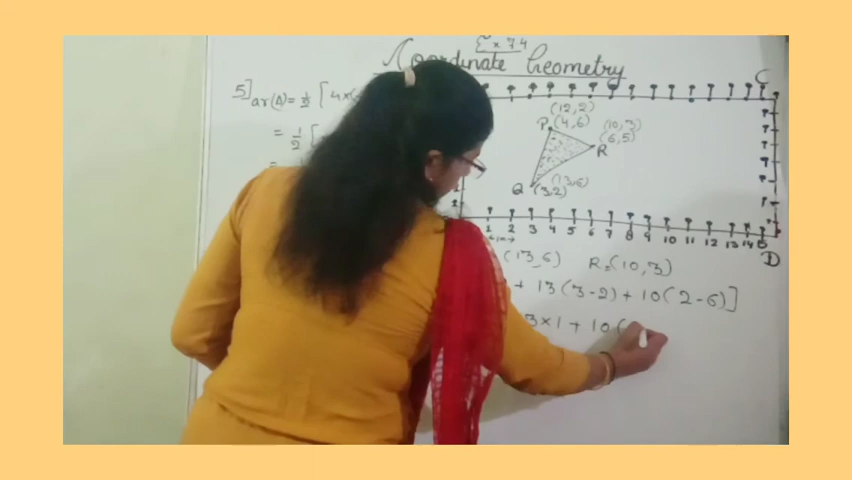 Ex 7.4
Coordinate Geometry
C
5] ar(Δ) = 1/2 [4×(
(12,2)
P (4,6)
(10,3)
= 1/2 [
(6,5)
R
=
(13,6)
Q (3,2)
1 2 3 4 5 6 7 8 9 10 11 12 13 14 15
D
(13,6) R=(10,3)
+ 13(3-2) + 10(2-6)]
3×1 + 10(